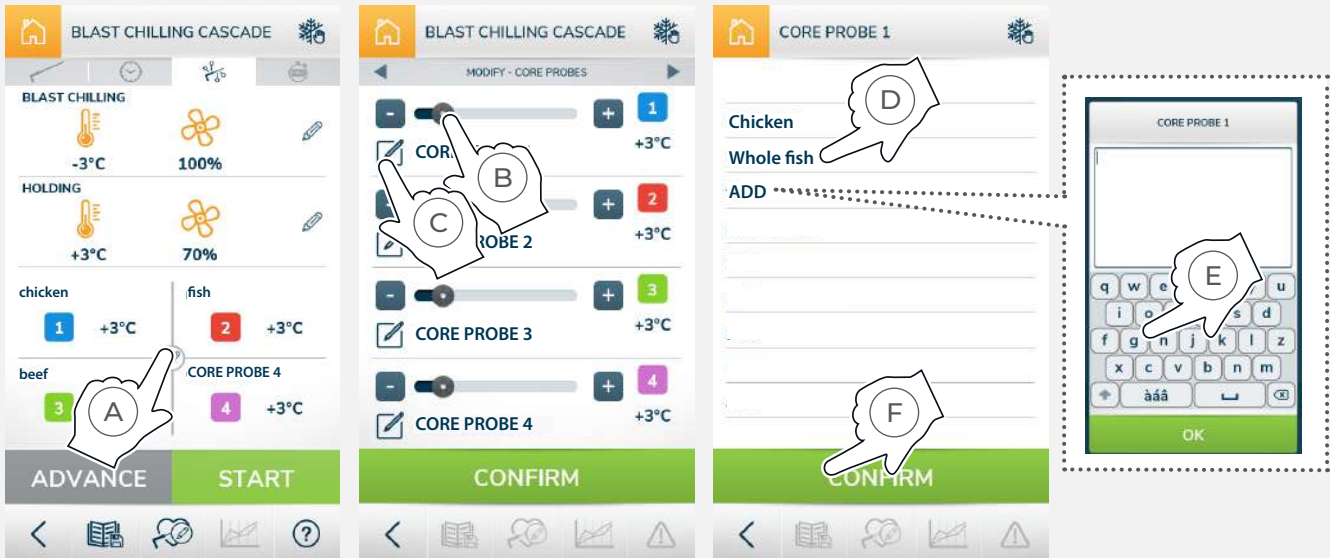 BLAST CHILLING CASCADE
BLAST CHILLING
-3°C 100%
HOLDING
+3°C 70%
chicken fish
1 +3°C 2 +3°C
beef CORE PROBE 4
3 4 +3°C
A
ADVANCE START
?
BLAST CHILLING CASCADE
MODIFY - CORE PROBES
- + 1
+3°C
B
- + 2
C
+3°C
- + 3
CORE PROBE 3 +3°C
- + 4
CORE PROBE 4 +3°C
CONFIRM
CORE PROBE 1
D
Chicken
Whole fish
ADD
F
CONFIRM
CORE PROBE 1
E
q w e u
i o s d
f g n j k l z
x c v b n m
àáâ
OK